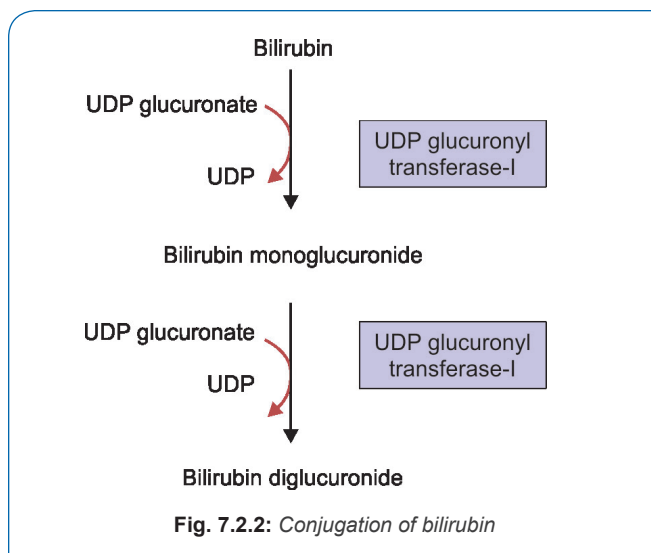 Bilirubin
UDP glucuronate
UDP
UDP glucuronyl
transferase-I
Bilirubin monoglucuronide
UDP glucuronate
UDP
UDP glucuronyl
transferase-I
Bilirubin diglucuronide
Fig. 7.2.2: Conjugation of bilirubin